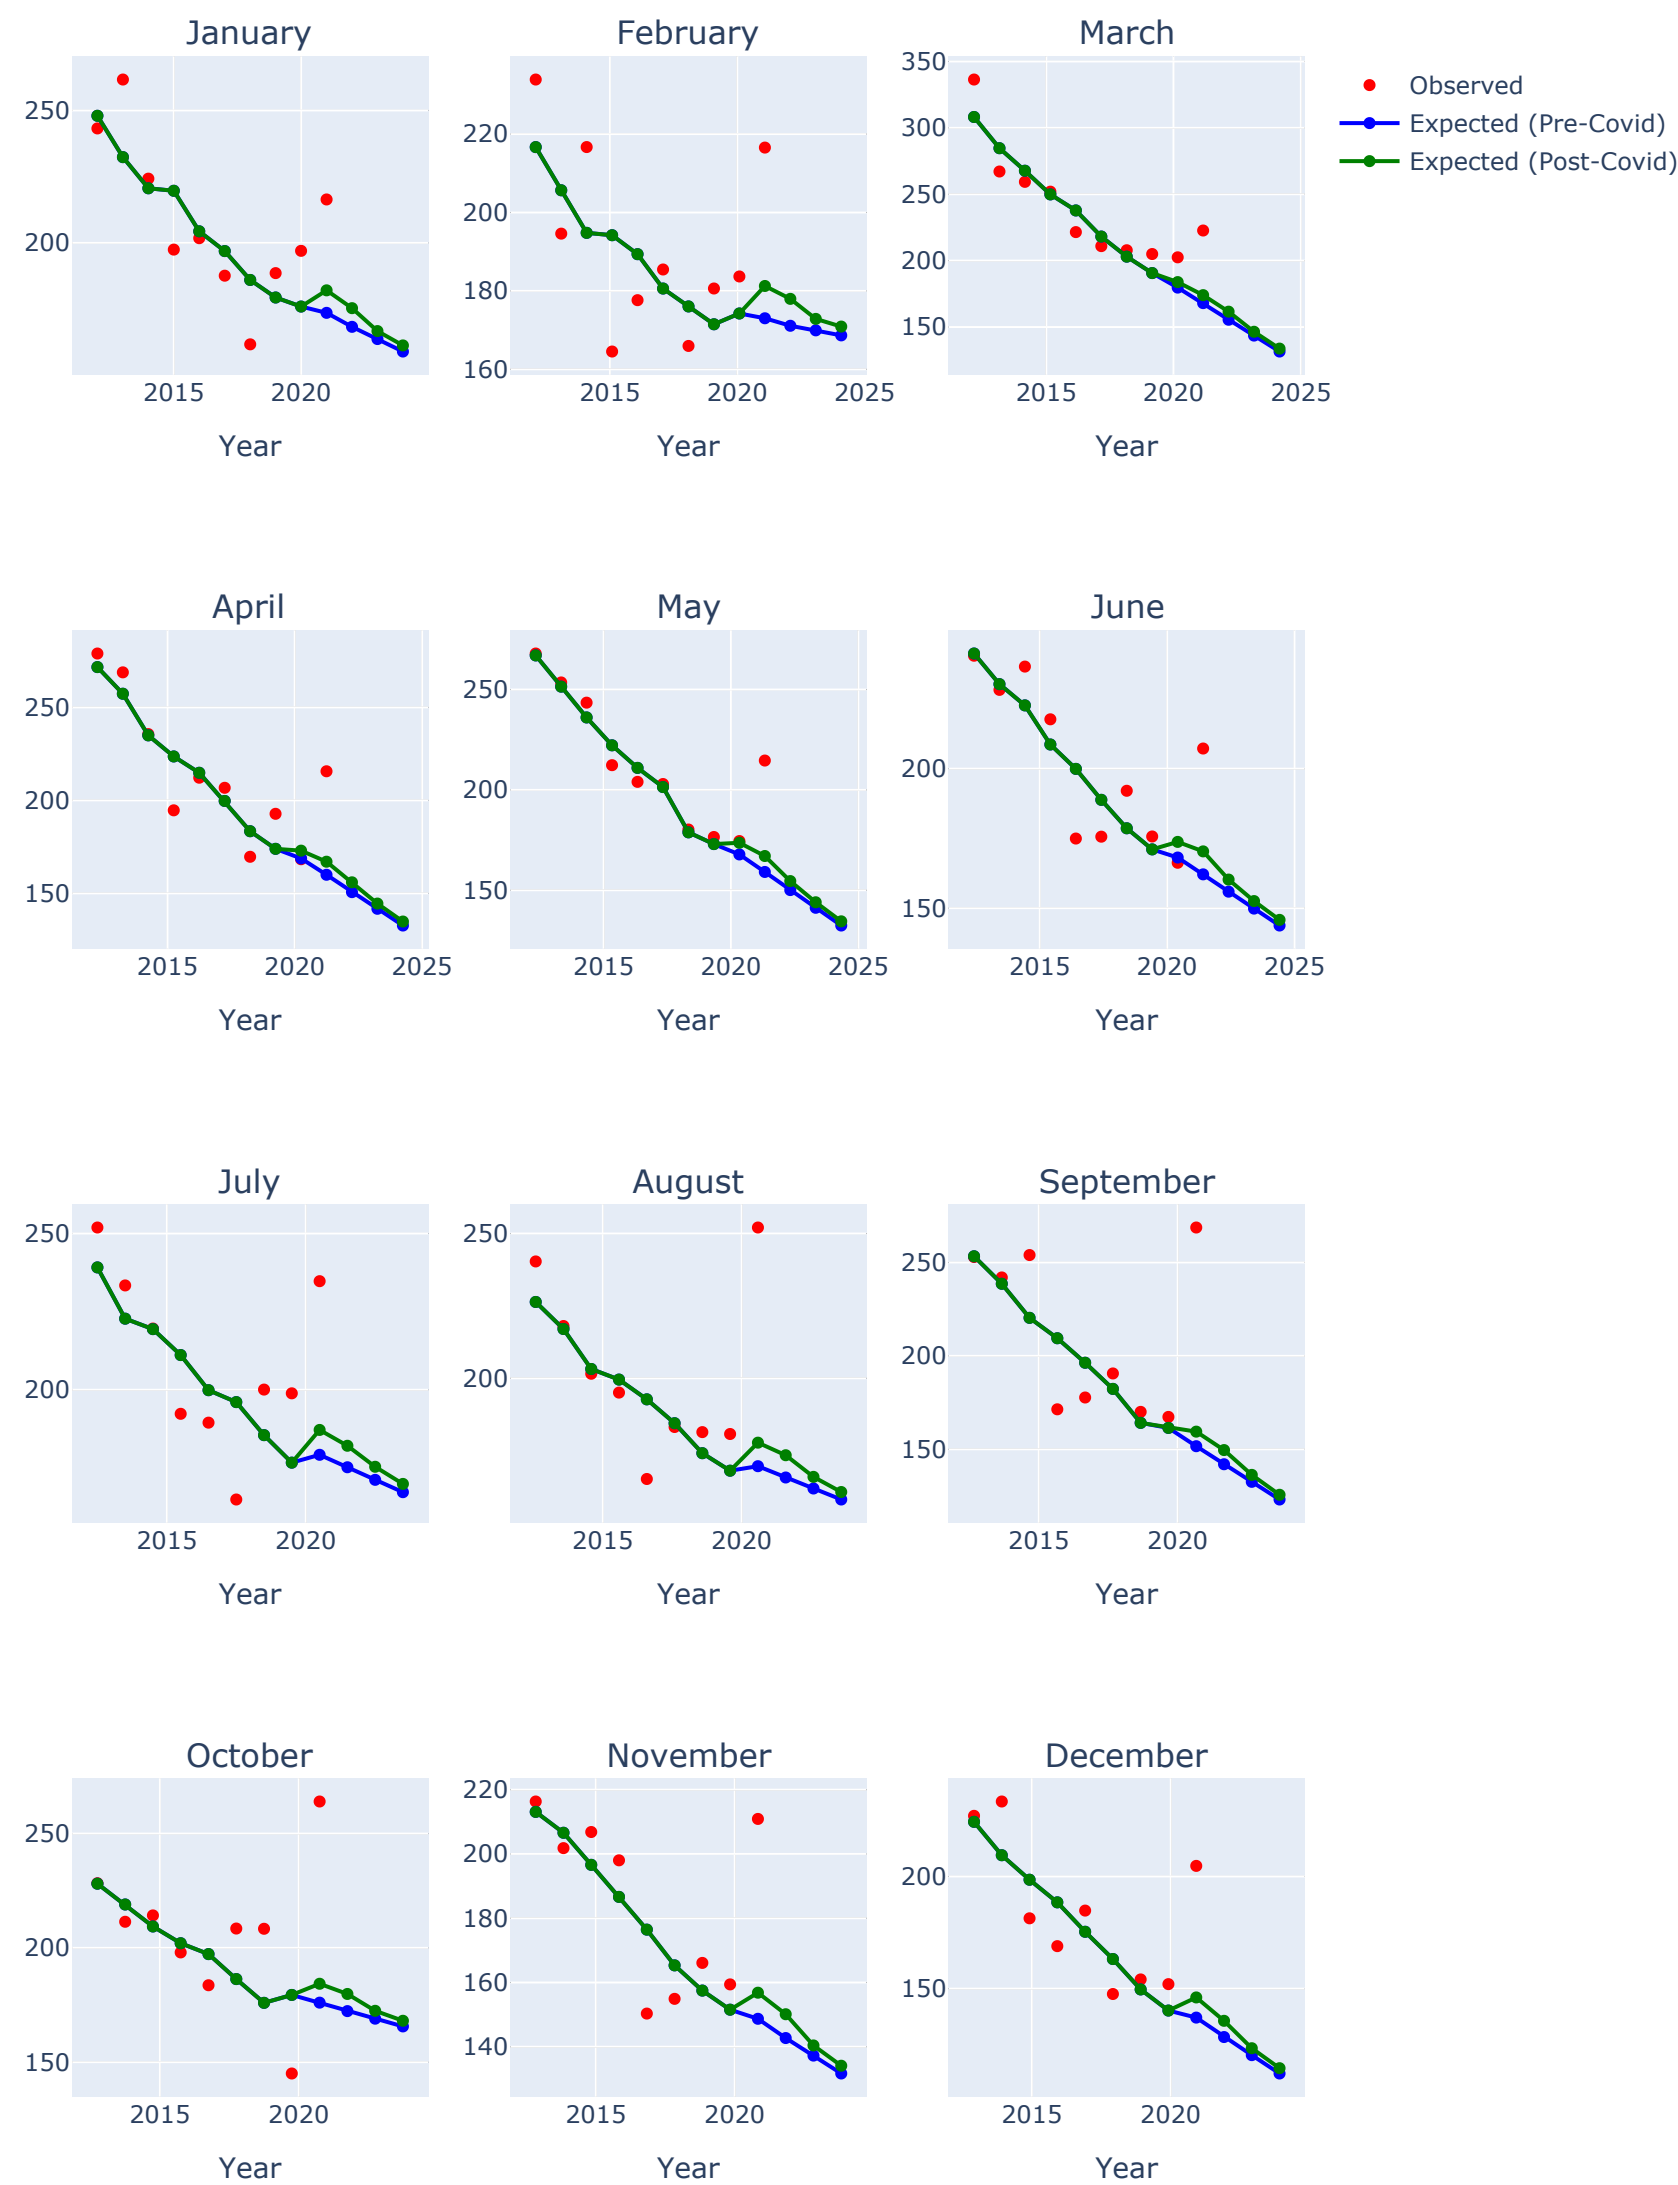 January
February
March
250
200
2015
2020
Year
220
200
180
160
2015
2020
2025
Year
350
300
250
200
150
2015
2020
2025
Year
Observed
Expected (Pre-Covid)
Expected (Post-Covid)
April
May
June
250
200
150
2015
2020
2025
Year
250
200
150
2015
2020
2025
Year
200
150
2015
2020
2025
Year
July
August
September
250
200
2015
2020
Year
250
200
2015
2020
Year
250
200
150
2015
2020
Year
October
November
December
250
200
150
2015
2020
Year
220
200
180
160
140
2015
2020
Year
200
150
2015
2020
Year